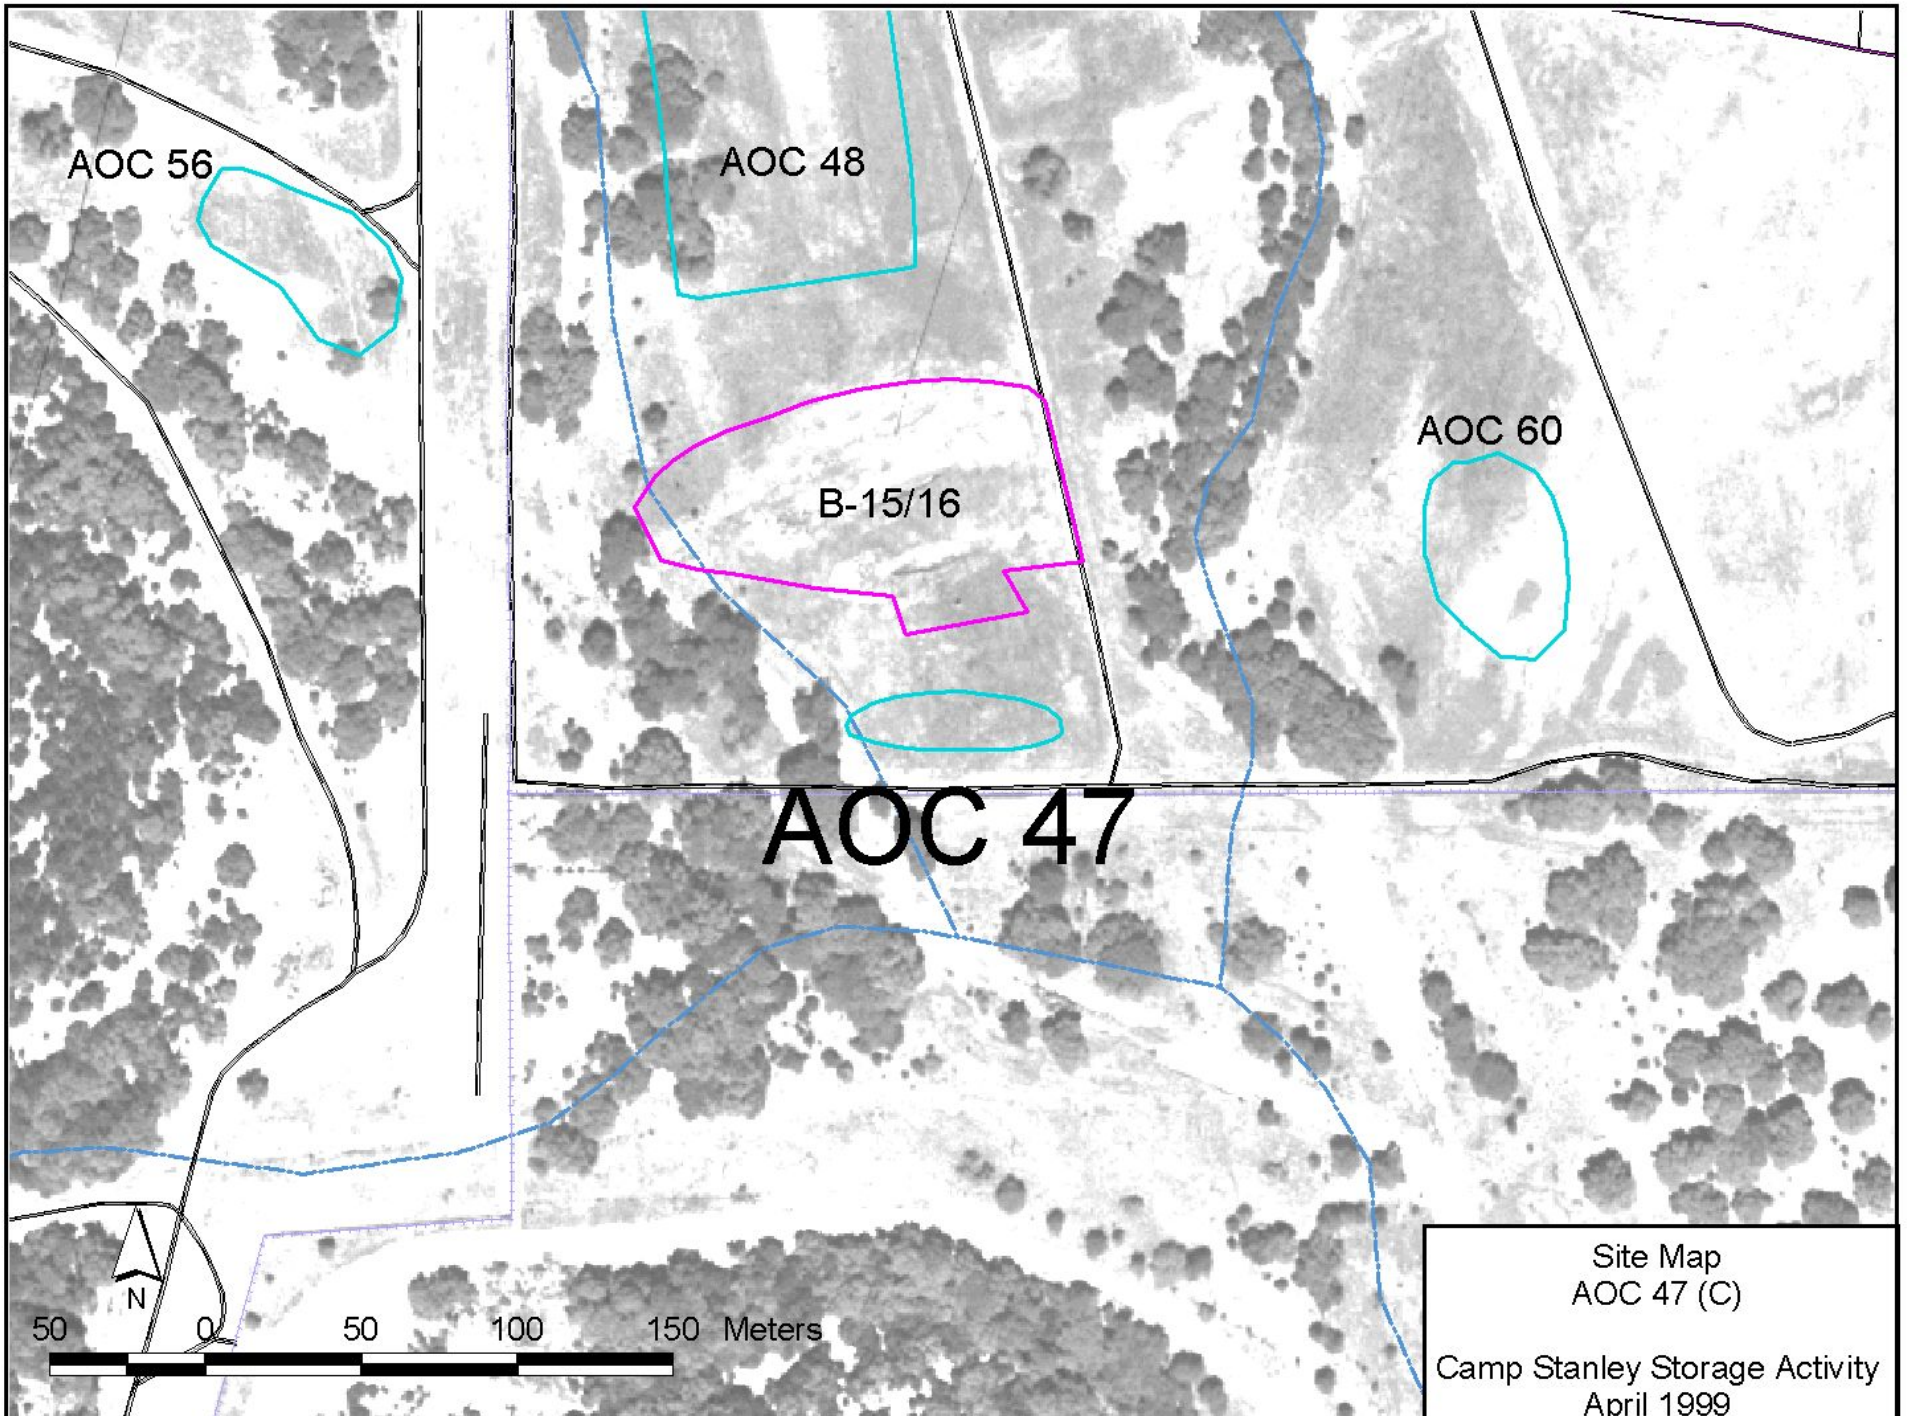 AOC 56
AOC 48
AOC 60
B-15/16
AOC 47
N
50 0 50 100 150 Meters
Site Map
AOC 47 (C)
Camp Stanley Storage Activity
April 1999